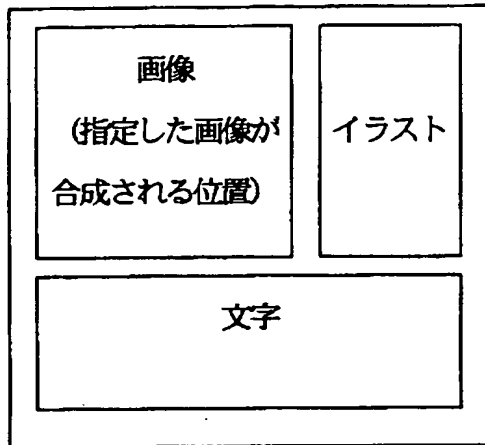 画像
（指定した画像が
合成される位置）
イラスト
文字